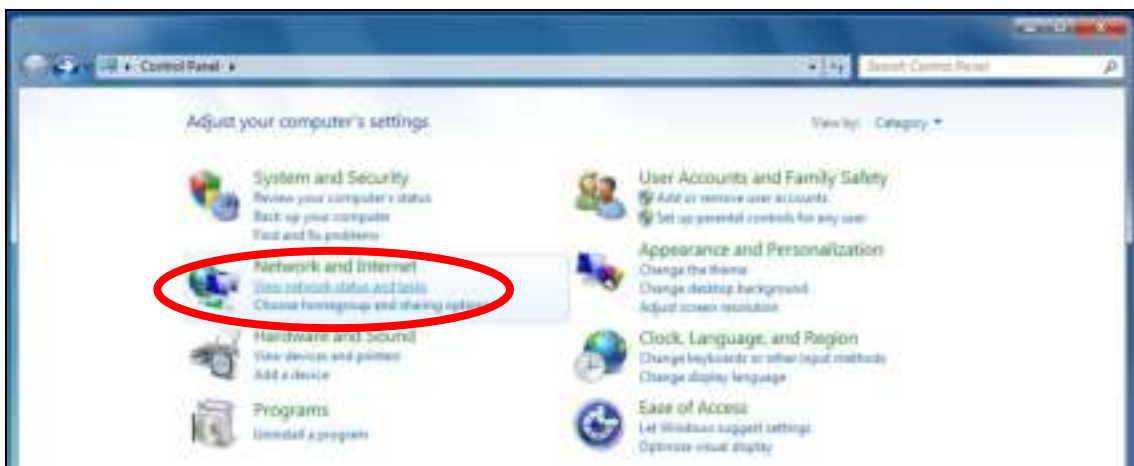 Control Panel
Search Control Panel
Adjust your computer's settings
View by: Category
System and Security
Review your computer's status
Back up your computer
Find and fix problems
Network and Internet
View network status and tasks
Choose homegroup and sharing options
Hardware and Sound
View devices and printers
Add a device
Programs
Uninstall a program
User Accounts and Family Safety
Add or remove user accounts
Set up parental controls for any user
Appearance and Personalization
Change the theme
Change desktop background
Adjust screen resolution
Clock, Language, and Region
Change keyboards or other input methods
Change display language
Ease of Access
Let Windows suggest settings
Optimize visual display